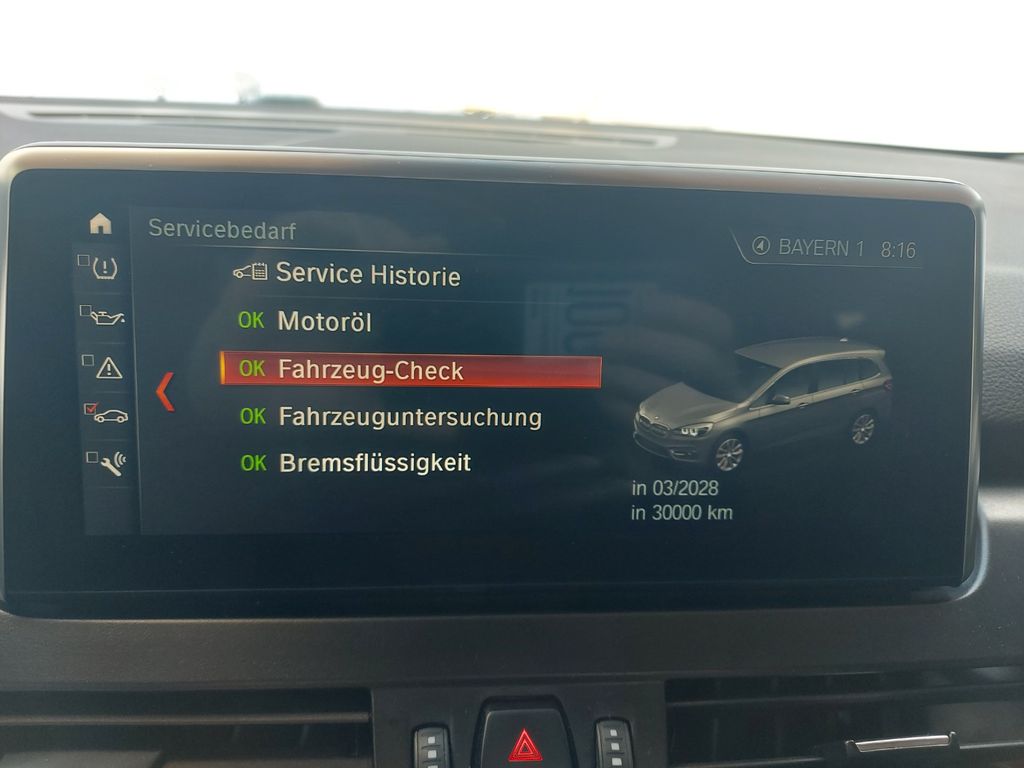 Servicebedarf
BAYERN 1 8:16
Service Historie
OK Motoröl
OK Fahrzeug-Check
OK Fahrzeuguntersuchung
OK Bremsflüssigkeit
in 03/2028
in 30000 km